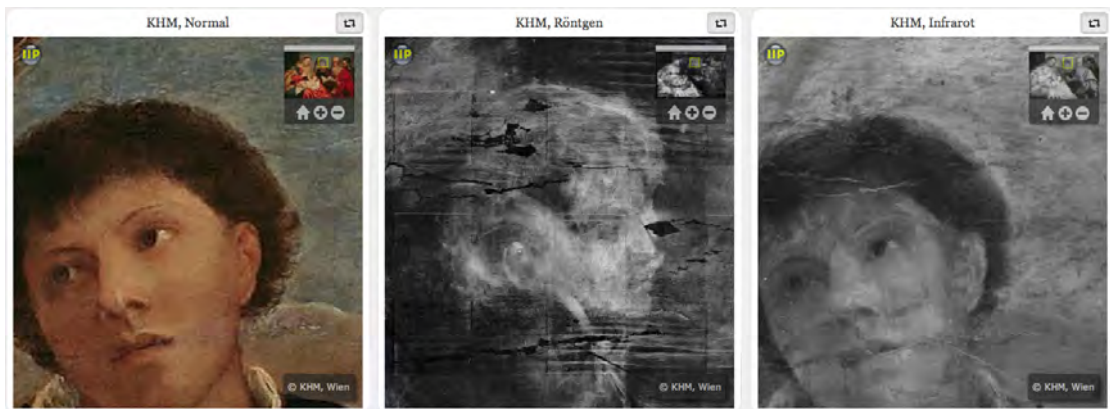 KHM, Normal
KHM, Röntgen
KHM, Infrarot
IIP
IIP
IIP
© KHM, Wien
© KHM, Wien
© KHM, Wien